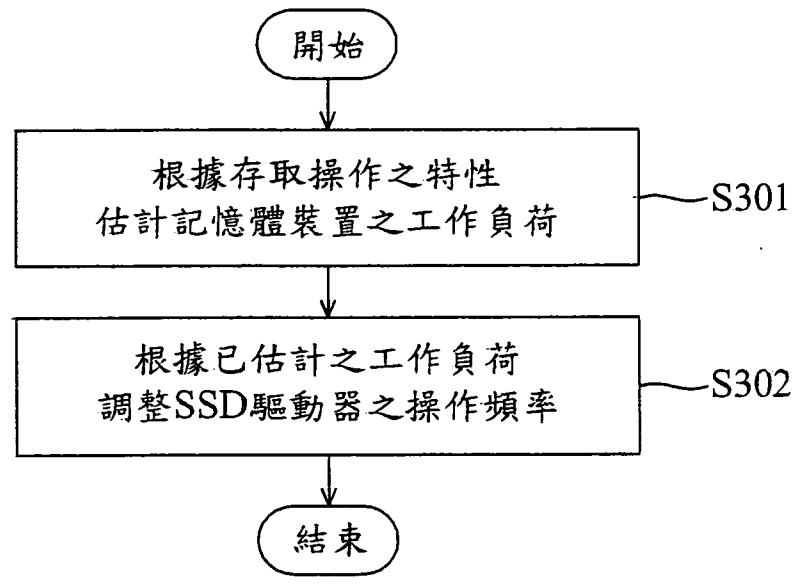 開始
根據存取操作之特性
估計記憶體裝置之工作負荷
S301
根據已估計之工作負荷
調整SSD驅動器之操作頻率
S302
結束